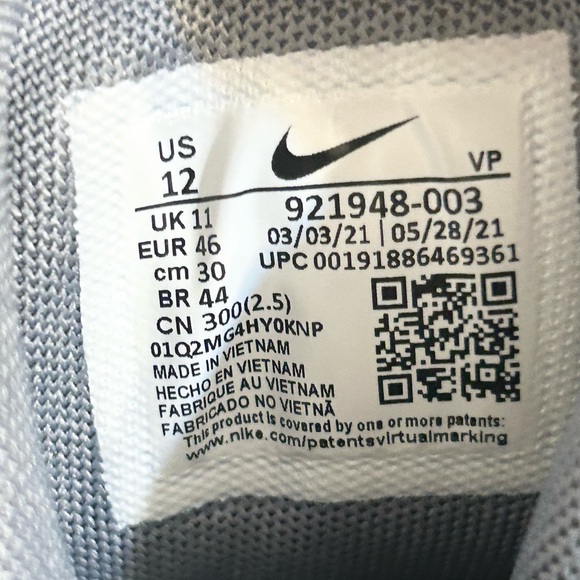 US
12
VP
UK 11
EUR 46
cm 30
BR 44
CN 300(2.5)
921948-003
03/03/21 | 05/28/21
UPC 00191886469361
01Q2MG4HY0KNP
MADE IN VIETNAM
HECHO EN VIETNAM
FABRIQUE AU VIETNAM
FABRICADO NO VIETNÃ
This product is covered by one or more patents:
www.nike.com/patentsvirtualmarking